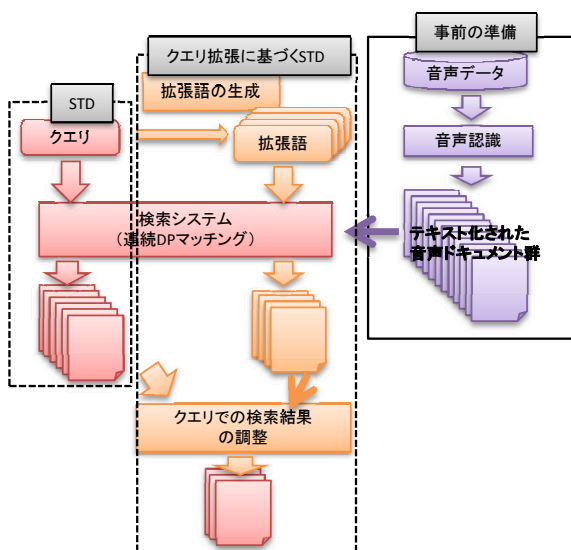 事前の準備
音声データ
音声認識
テキスト化された
音声ドキュメント群
クエリ拡張に基づくSTD
拡張語の生成
拡張語
STD
クエリ
検索システム
(連続DPマッチング)
クエリでの検索結果
の調整